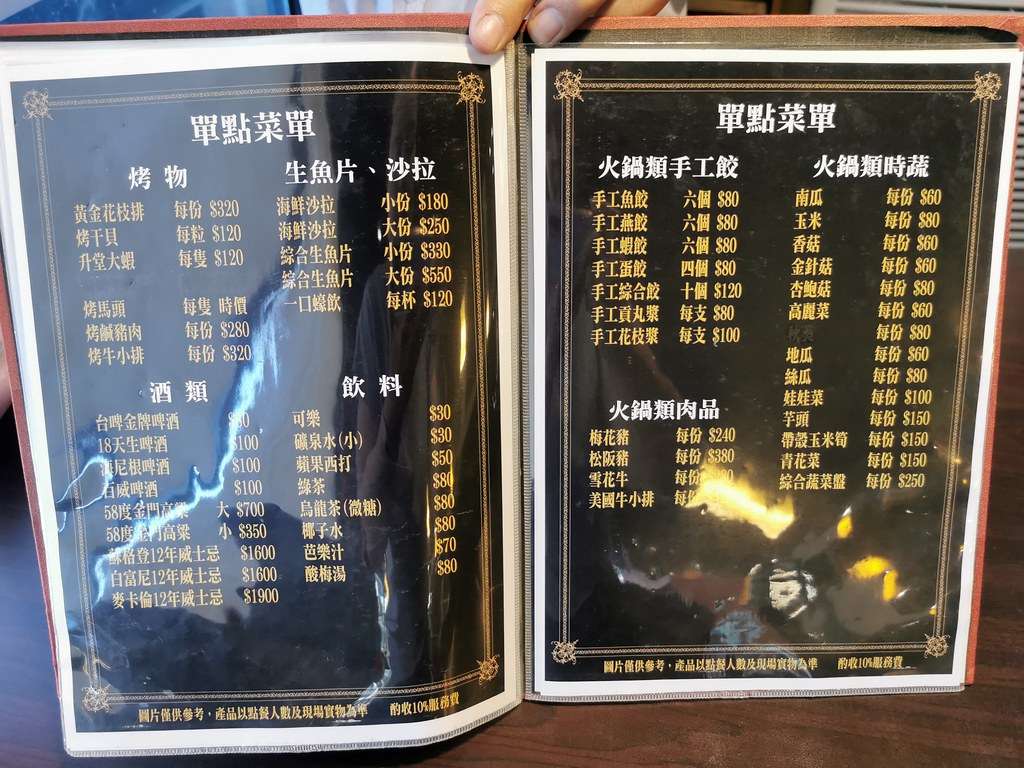 單點菜單
烤物
黃金花枝排 每份 $320
烤干貝 每粒 $120
升堂大蝦 每隻 $120
烤馬頭 每隻 時價
烤鹹豬肉 每份 $280
烤牛小排 每份 $320
生魚片、沙拉
海鮮沙拉 小份 $180
海鮮沙拉 大份 $250
綜合生魚片 小份 $330
綜合生魚片 大份 $550
一口蠔飲 每杯 $120
酒類
台啤金牌啤酒
18天生啤酒 $100
海尼根啤酒 $100
百威啤酒 $100
58度金門高粱 大 $700
58度金門高粱 小 $350
蘇格登12年威士忌 $1600
百富尼12年威士忌 $1600
麥卡倫12年威士忌 $1900
飲料
可樂 $30
礦泉水(小) $30
蘋果西打 $50
綠茶 $80
烏龍茶(微糖) $80
椰子水 $80
芭樂汁 $70
酸梅湯 $80
圖片僅供參考，產品以點餐人數及現場實物為準 酌收10%服務費
單點菜單
火鍋類手工餃
手工魚餃 六個 $80
手工燕餃 六個 $80
手工蝦餃 六個 $80
手工蛋餃 四個 $80
手工綜合餃 十個 $120
手工貢丸漿 每支 $80
手工花枝漿 每支 $100
火鍋類肉品
梅花豬 每份 $240
松阪豬 每份 $380
雪花牛 每份
美國牛小排 每份
火鍋類時蔬
南瓜 每份 $60
玉米 每份 $80
香菇 每份 $60
金針菇 每份 $60
杏鮑菇 每份 $80
高麗菜 每份 $60
秋葵 每份 $80
地瓜 每份 $60
絲瓜 每份 $80
娃娃菜 每份 $100
芋頭 每份 $150
帶殼玉米筍 每份 $150
青花菜 每份 $150
綜合蔬菜盤 每份 $250
圖片僅供參考，產品以點餐人數及現場實物為準 酌收10%服務費